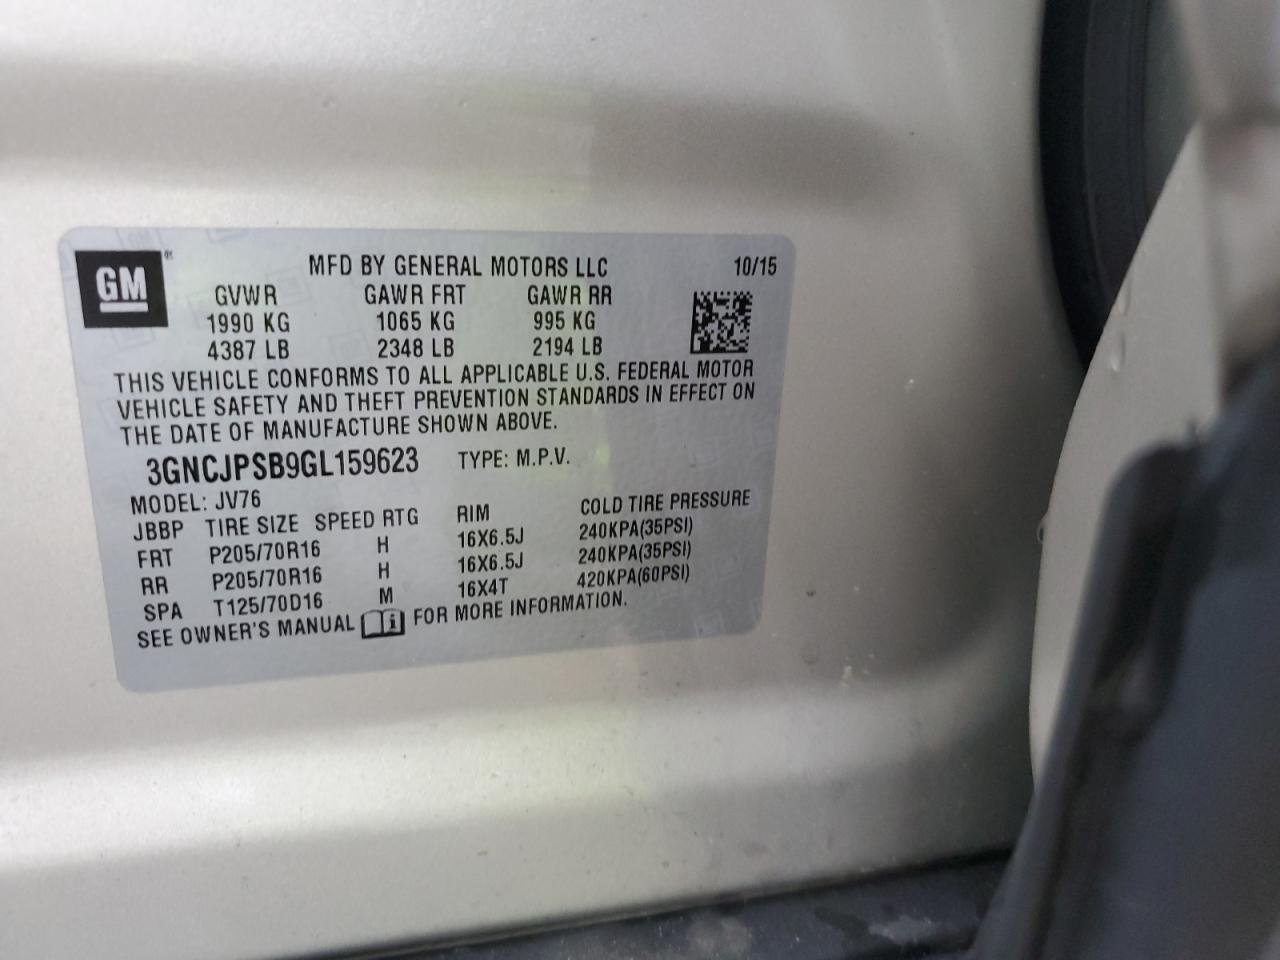 GM
MFD BY GENERAL MOTORS LLC 10/15
GVWR GAWR FRT GAWR RR
1990 KG 1065 KG 995 KG
4387 LB 2348 LB 2194 LB
THIS VEHICLE CONFORMS TO ALL APPLICABLE U.S. FEDERAL MOTOR
VEHICLE SAFETY AND THEFT PREVENTION STANDARDS IN EFFECT ON
THE DATE OF MANUFACTURE SHOWN ABOVE.
3GNCJPSB9GL159623 TYPE: M.P.V.
MODEL: JV76
JBBP TIRE SIZE SPEED RTG RIM COLD TIRE PRESSURE
FRT P205/70R16 H 16X6.5J 240KPA(35PSI)
RR P205/70R16 H 16X6.5J 240KPA(35PSI)
SPA T125/70D16 M 16X4T 420KPA(60PSI)
SEE OWNER'S MANUAL i FOR MORE INFORMATION.